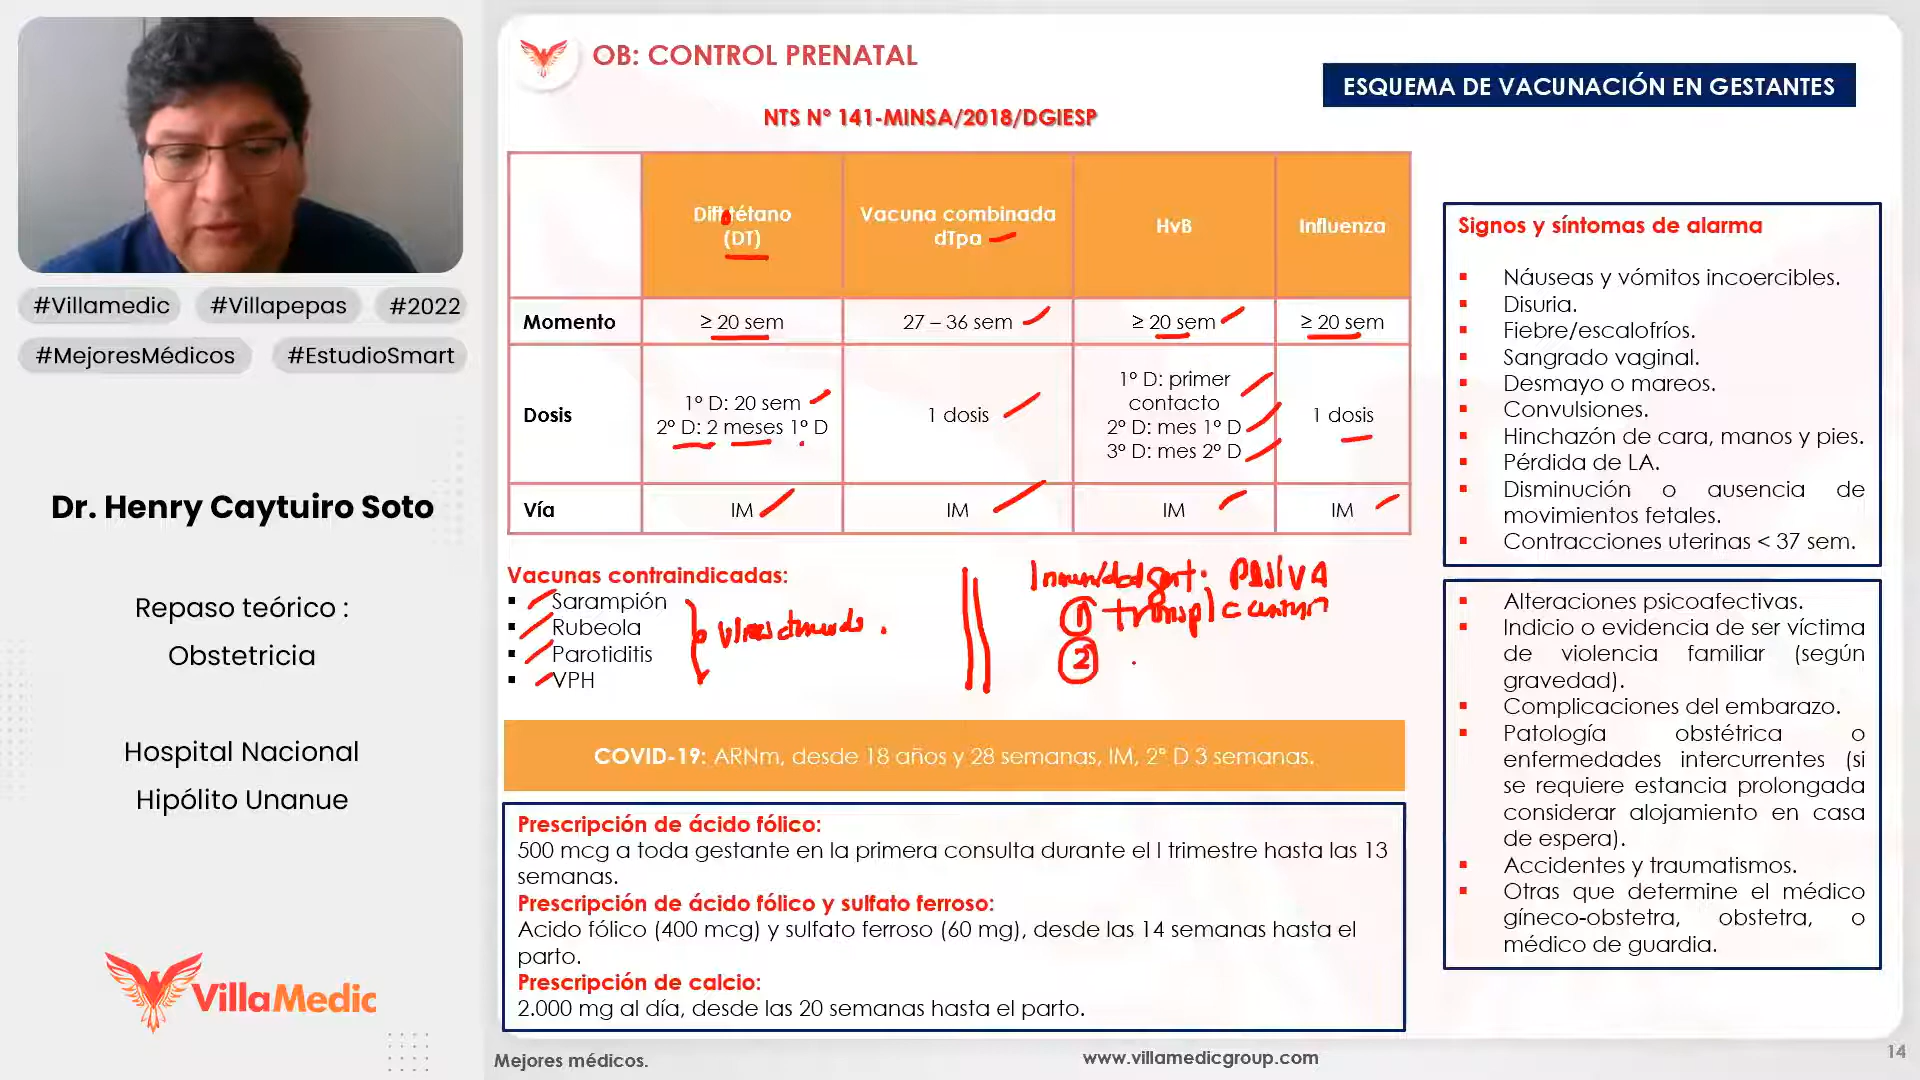 #Villamedic #Villapepas #2022
#MejoresMédicos #EstudioSmart
Dr. Henry Caytuiro Soto
Repaso teórico :
Obstetricia
Hospital Nacional
Hipólito Unanue
VillaMedic
OB: CONTROL PRENATAL
ESQUEMA DE VACUNACIÓN EN GESTANTES
NTS N° 141-MINSA/2018/DGIESP
(DT)
Vacuna combinada
dTpa
HvB
Influenza
Momento
≥ 20 sem
27 – 36 sem
≥ 20 sem
≥ 20 sem
Dosis
1° D: 20 sem
2° D: 2 meses 1° D
1 dosis
1° D: primer
contacto
2° D: mes 1° D
3° D: mes 2° D
1 dosis
Vía
IM
IM
IM
IM
Vacunas contraindicadas:
▪ Sarampión
▪ Rubeola
▪ Parotiditis
▪ VPH
PASIVA
①
②
COVID-19: ARNm, desde 18 años y 28 semanas, IM, 2° D 3 semanas.
Prescripción de ácido fólico:
500 mcg a toda gestante en la primera consulta durante el I trimestre hasta las 13
semanas.
Prescripción de ácido fólico y sulfato ferroso:
Acido fólico (400 mcg) y sulfato ferroso (60 mg), desde las 14 semanas hasta el
parto.
Prescripción de calcio:
2.000 mg al día, desde las 20 semanas hasta el parto.
Signos y síntomas de alarma
▪ Náuseas y vómitos incoercibles.
▪ Disuria.
▪ Fiebre/escalofríos.
▪ Sangrado vaginal.
▪ Desmayo o mareos.
▪ Convulsiones.
▪ Hinchazón de cara, manos y pies.
▪ Pérdida de LA.
▪ Disminución o ausencia de
movimientos fetales.
▪ Contracciones uterinas < 37 sem.
▪ Alteraciones psicoafectivas.
▪ Indicio o evidencia de ser víctima
de violencia familiar (según
gravedad).
▪ Complicaciones del embarazo.
▪ Patología obstétrica o
enfermedades intercurrentes (si
se requiere estancia prolongada
considerar alojamiento en casa
de espera).
▪ Accidentes y traumatismos.
▪ Otras que determine el médico
gíneco-obstetra, obstetra, o
médico de guardia.
Mejores médicos.
www.villamedicgroup.com
14